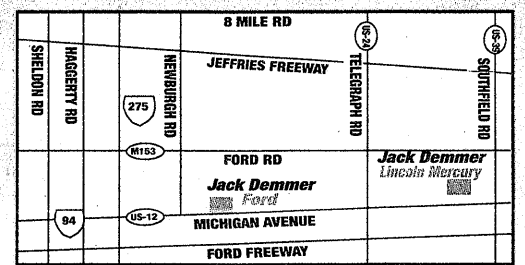 8 MILE RD
US-24
US-39
JEFFRIES FREEWAY
SHELDON RD
HAGGERTY RD
NEWBURGH RD
TELEGRAPH RD
SOUTHFIELD RD
275
M153
FORD RD
Jack Demmer
Lincoln Mercury
Jack Demmer
Ford
94
US-12
MICHIGAN AVENUE
FORD FREEWAY